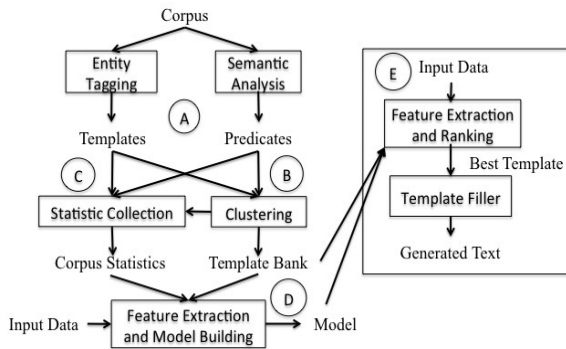 Corpus
Entity
Tagging
Semantic
Analysis
A
Templates
Predicates
C
B
Statistic Collection
Clustering
Corpus Statistics
Template Bank
D
Input Data
Feature Extraction
and Model Building
Model
E
Input Data
Feature Extraction
and Ranking
Best Template
Template Filler
Generated Text